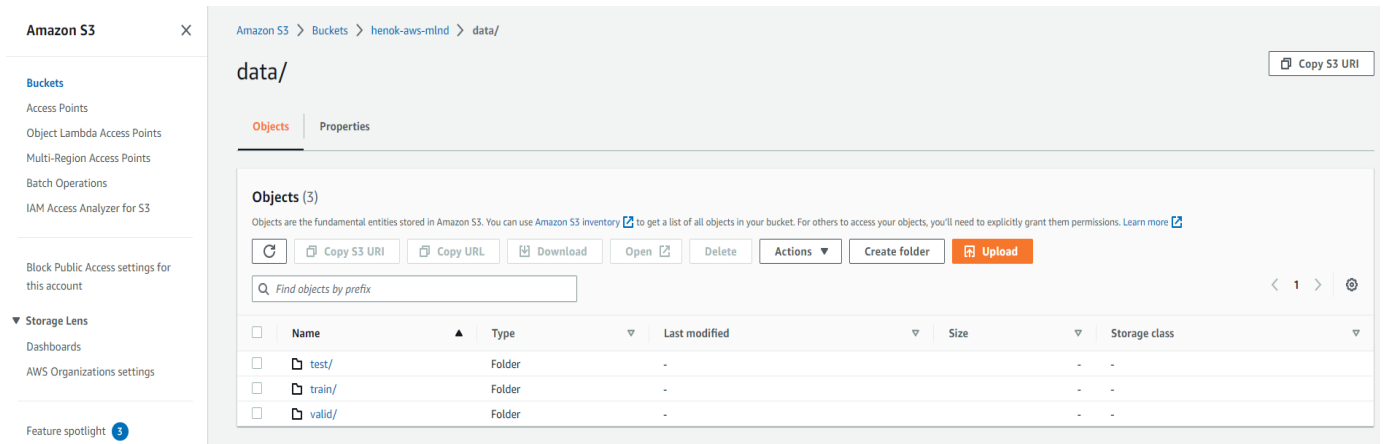 Amazon S3
Buckets
Access Points
Object Lambda Access Points
Multi-Region Access Points
Batch Operations
IAM Access Analyzer for S3
Block Public Access settings for
this account
Storage Lens
Dashboards
AWS Organizations settings
Feature spotlight 3
Amazon S3 > Buckets > henok-aws-mlnd > data/
data/
Copy S3 URI
Objects Properties
Objects (3)
Objects are the fundamental entities stored in Amazon S3. You can use Amazon S3 inventory to get a list of all objects in your bucket. For others to access your objects, you'll need to explicitly grant them permissions. Learn more
Copy S3 URI Copy URL Download Open Delete Actions Create folder Upload
Find objects by prefix
1
Name Type Last modified Size Storage class
test/ Folder - - -
train/ Folder - - -
valid/ Folder - - -